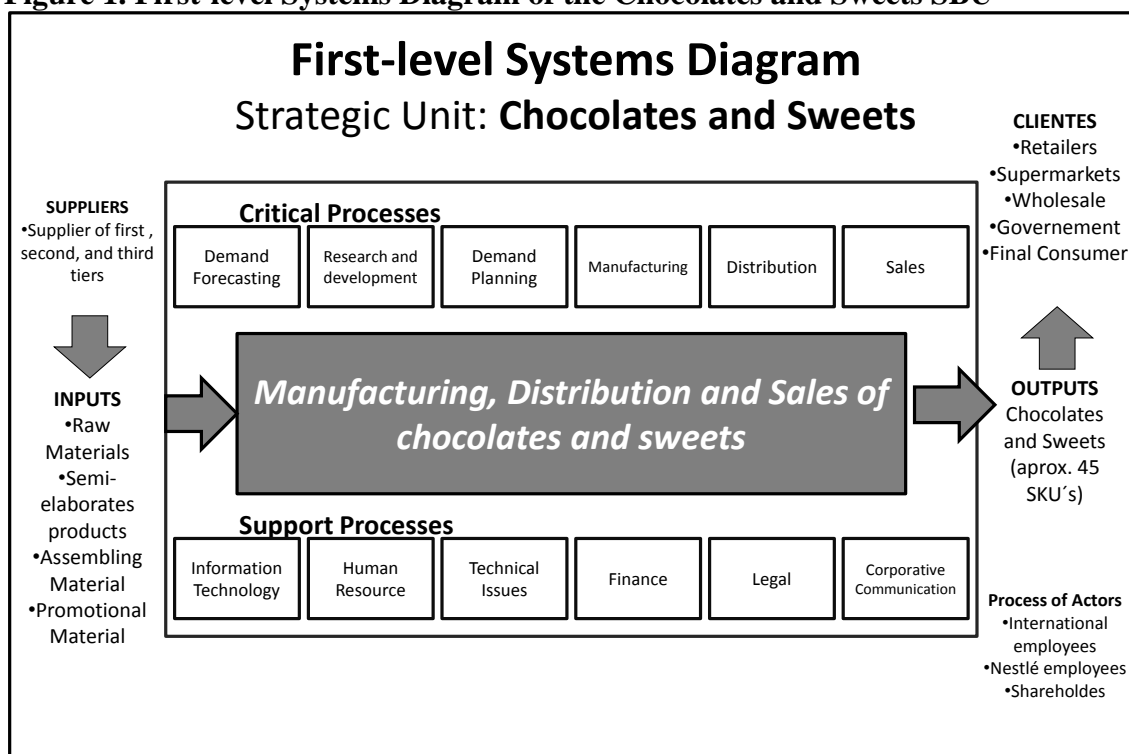 Figure 1. First-level Systems Diagram of the Chocolates and Sweets SBU
First-level Systems Diagram
Strategic Unit: Chocolates and Sweets
SUPPLIERS
•Supplier of first ,
second, and third
tiers
INPUTS
•Raw
Materials
•Semi-
elaborates
products
•Assembling
Material
•Promotional
Material
Critical Processes
Demand
Forecasting
Research and
development
Demand
Planning
Manufacturing
Distribution
Sales
Manufacturing, Distribution and Sales of
chocolates and sweets
Support Processes
Information
Technology
Human
Resource
Technical
Issues
Finance
Legal
Corporative
Communication
CLIENTES
•Retailers
•Supermarkets
•Wholesale
•Governement
•Final Consumer
OUTPUTS
Chocolates
and Sweets
(aprox. 45
SKU´s)
Process of Actors
•International
employees
•Nestlé employees
•Shareholdes